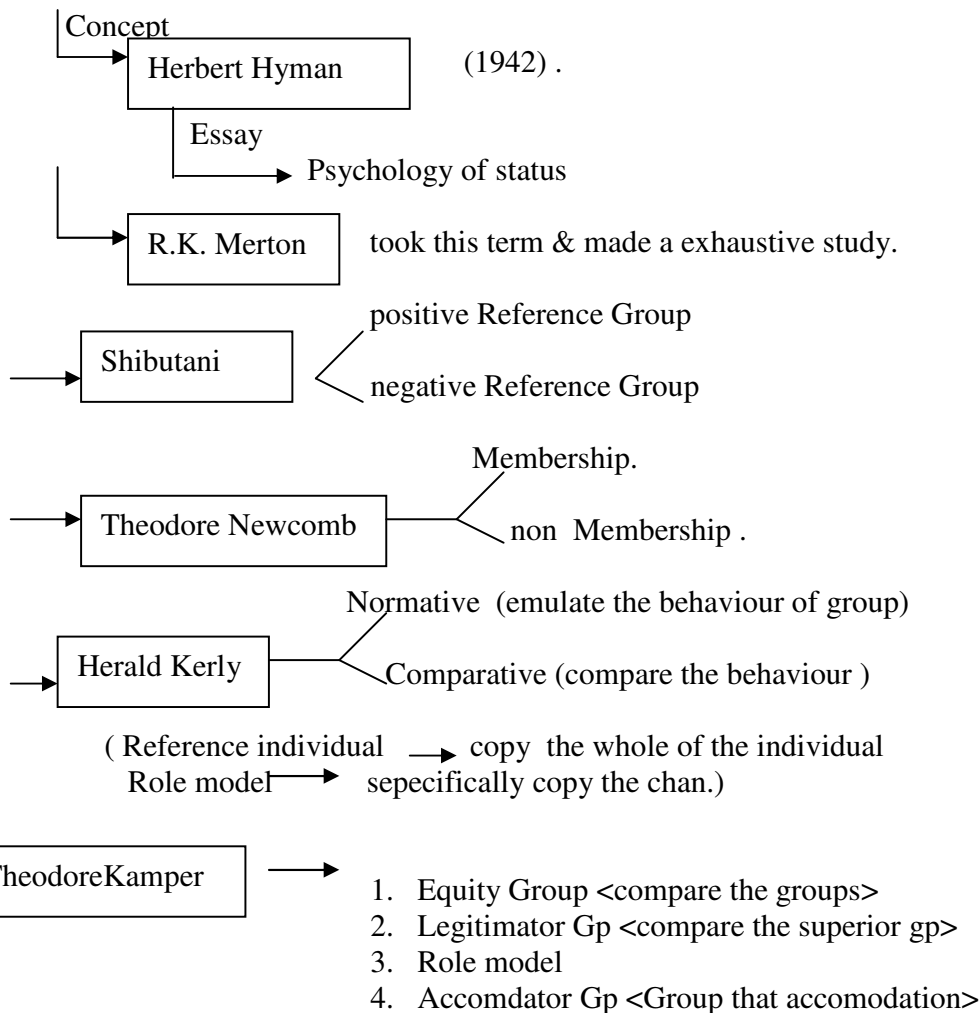 Concept
Herbert Hyman (1942) .
Essay
Psychology of status
R.K. Merton took this term & made a exhaustive study.
positive Reference Group
Shibutani
negative Reference Group
Membership.
Theodore Newcomb
non Membership .
Normative (emulate the behaviour of group)
Herald Kerly
Comparative (compare the behaviour )
( Reference individual copy the whole of the individual
Role model sepecifically copy the chan.)
TheodoreKamper
1. Equity Group <compare the groups>
2. Legitimator Gp <compare the superior gp>
3. Role model
4. Accomdator Gp <Group that accomodation>